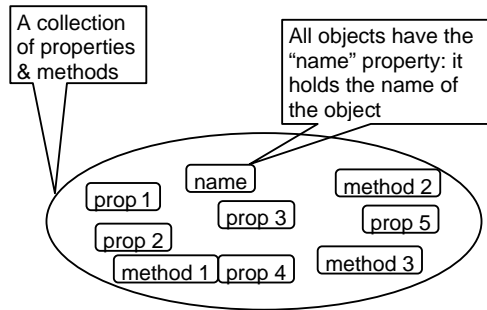 A collection
of properties
& methods
All objects have the
“name” property: it
holds the name of
the object
name
method 2
prop 1
prop 3
prop 5
prop 2
method 1
prop 4
method 3